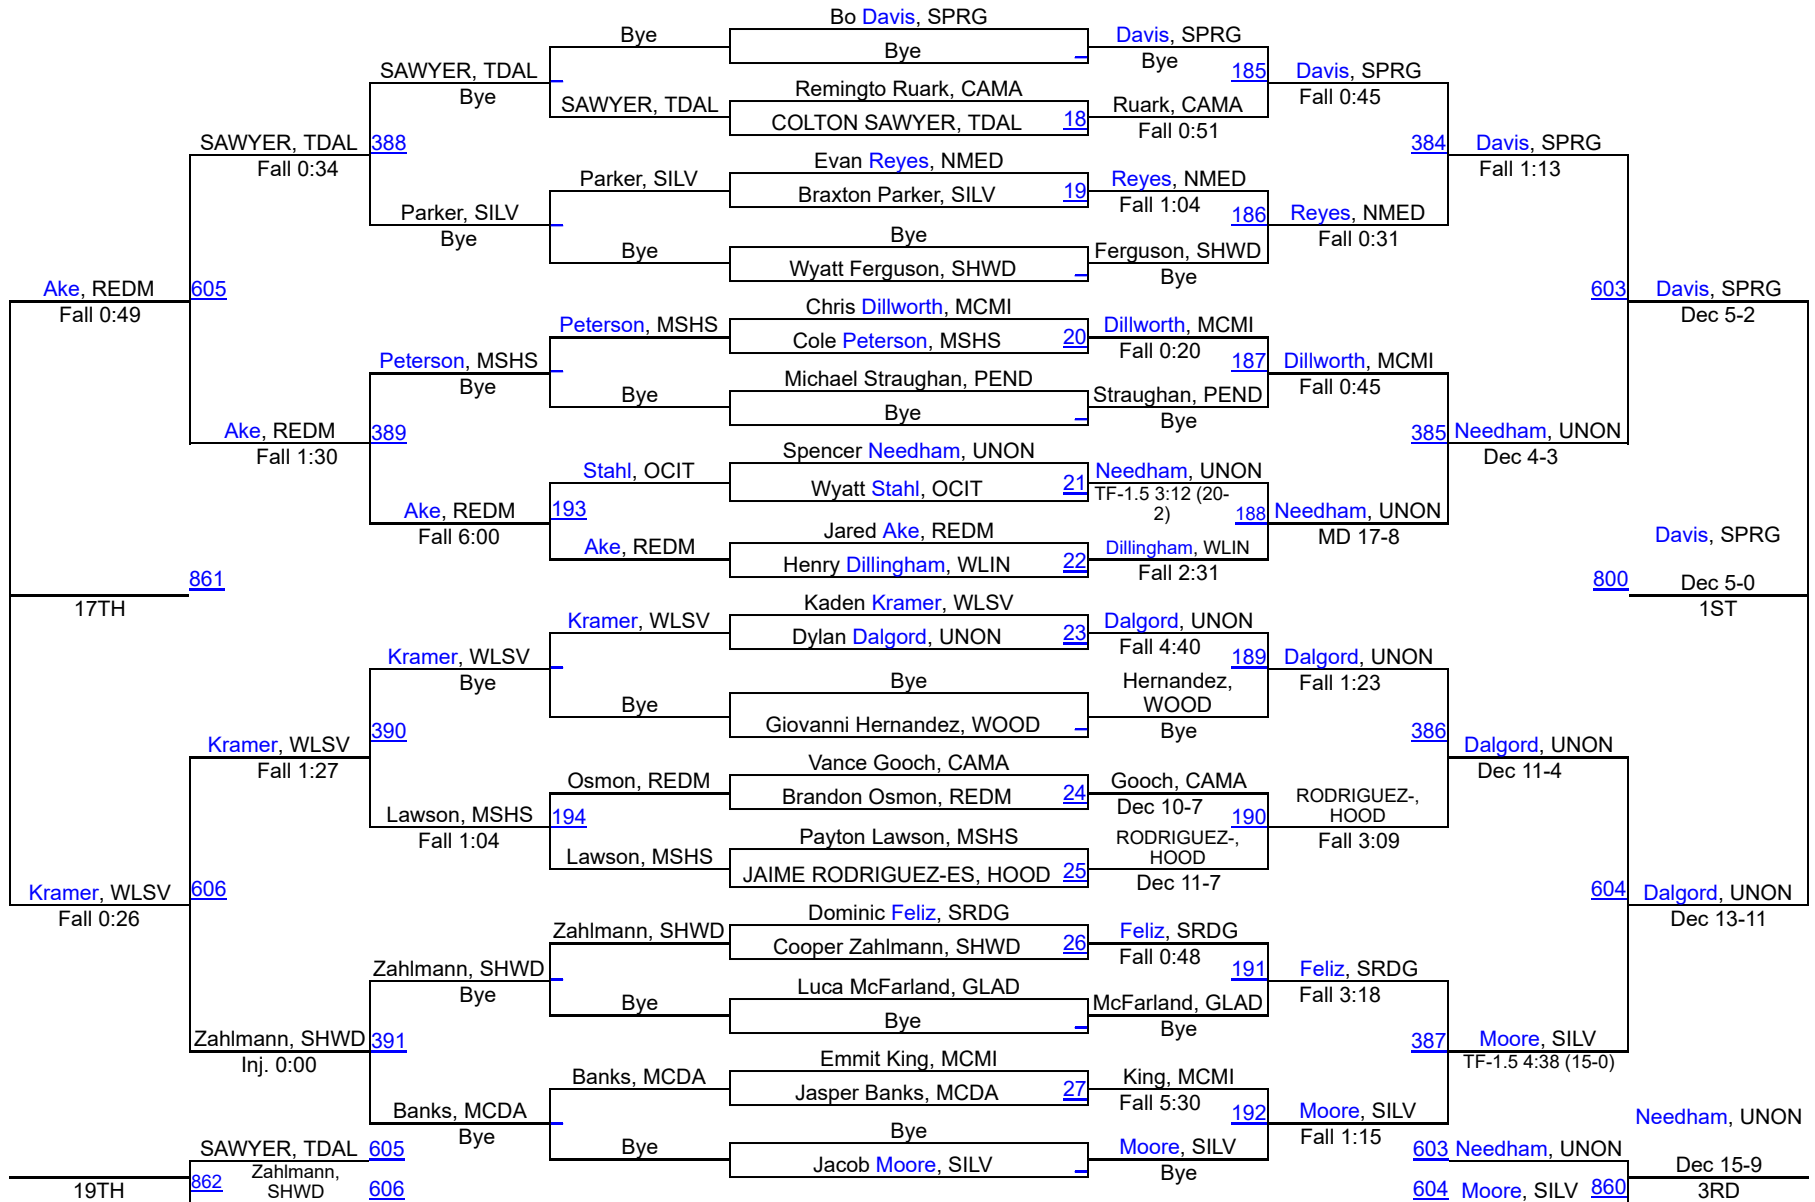 Bo Davis, SPRG
Bye
Remingto Ruark, CAMA
COLTON SAWYER, TDAL 18
Evan Reyes, NMED
Braxton Parker, SILV 19
Bye
Wyatt Ferguson, SHWD
Chris Dillworth, MCMI
Cole Peterson, MSHS 20
Michael Straughan, PEND
Bye
Spencer Needham, UNON
Wyatt Stahl, OCIT 21
Jared Ake, REDM
Henry Dillingham, WLIN 22
Kaden Kramer, WLSV
Dylan Dalgord, UNON 23
Bye
Giovanni Hernandez, WOOD
Vance Gooch, CAMA
Brandon Osmon, REDM 24
Payton Lawson, MSHS
JAIME RODRIGUEZ-ES, HOOD 25
Dominic Feliz, SRDG
Cooper Zahlmann, SHWD 26
Luca McFarland, GLAD
Bye
Emmit King, MCMI
Jasper Banks, MCDA 27
Bye
Jacob Moore, SILV
Davis, SPRG
Bye
185
Ruark, CAMA
Fall 0:51
Reyes, NMED
Fall 1:04
186
Ferguson, SHWD
Bye
Dillworth, MCMI
Fall 0:20
187
Straughan, PEND
Bye
Needham, UNON
TF-1.5 3:12 (20-
2)
188
Dillingham, WLIN
Fall 2:31
Dalgord, UNON
Fall 4:40
189
Hernandez,
WOOD
Bye
Gooch, CAMA
Dec 10-7
190
RODRIGUEZ-,
HOOD
Dec 11-7
Feliz, SRDG
Fall 0:48
191
McFarland, GLAD
Bye
King, MCMI
Fall 5:30
192
Moore, SILV
Bye
Davis, SPRG
Fall 0:45
384
Reyes, NMED
Fall 0:31
Dillworth, MCMI
Fall 0:45
385
Needham, UNON
MD 17-8
Dalgord, UNON
Fall 1:23
386
RODRIGUEZ-,
HOOD
Fall 3:09
Feliz, SRDG
Fall 3:18
387
Moore, SILV
Fall 1:15
Davis, SPRG
Fall 1:13
603
Needham, UNON
Dec 4-3
Dalgord, UNON
Dec 11-4
604
Moore, SILV
TF-1.5 4:38 (15-0)
Davis, SPRG
Dec 5-2
Davis, SPRG
800 Dec 5-0
1ST
Dalgord, UNON
Dec 13-11
Needham, UNON
603 Needham, UNON
Dec 15-9
604 Moore, SILV 860
3RD
Bye
SAWYER, TDAL
Parker, SILV
Bye
Peterson, MSHS
Bye
Stahl, OCIT
193
Ake, REDM
Kramer, WLSV
Bye
Osmon, REDM
194
Lawson, MSHS
Zahlmann, SHWD
Bye
Banks, MCDA
Bye
SAWYER, TDAL
Bye
388
Parker, SILV
Bye
Peterson, MSHS
Bye
389
Ake, REDM
Fall 6:00
Kramer, WLSV
Bye
390
Lawson, MSHS
Fall 1:04
Zahlmann, SHWD
Bye
391
Banks, MCDA
Bye
SAWYER, TDAL
Fall 0:34
605
Ake, REDM
Fall 1:30
Kramer, WLSV
Fall 1:27
606
Zahlmann, SHWD
Inj. 0:00
Ake, REDM
Fall 0:49
861
17TH
Kramer, WLSV
Fall 0:26
SAWYER, TDAL 605
862 Zahlmann,
SHWD 606
19TH